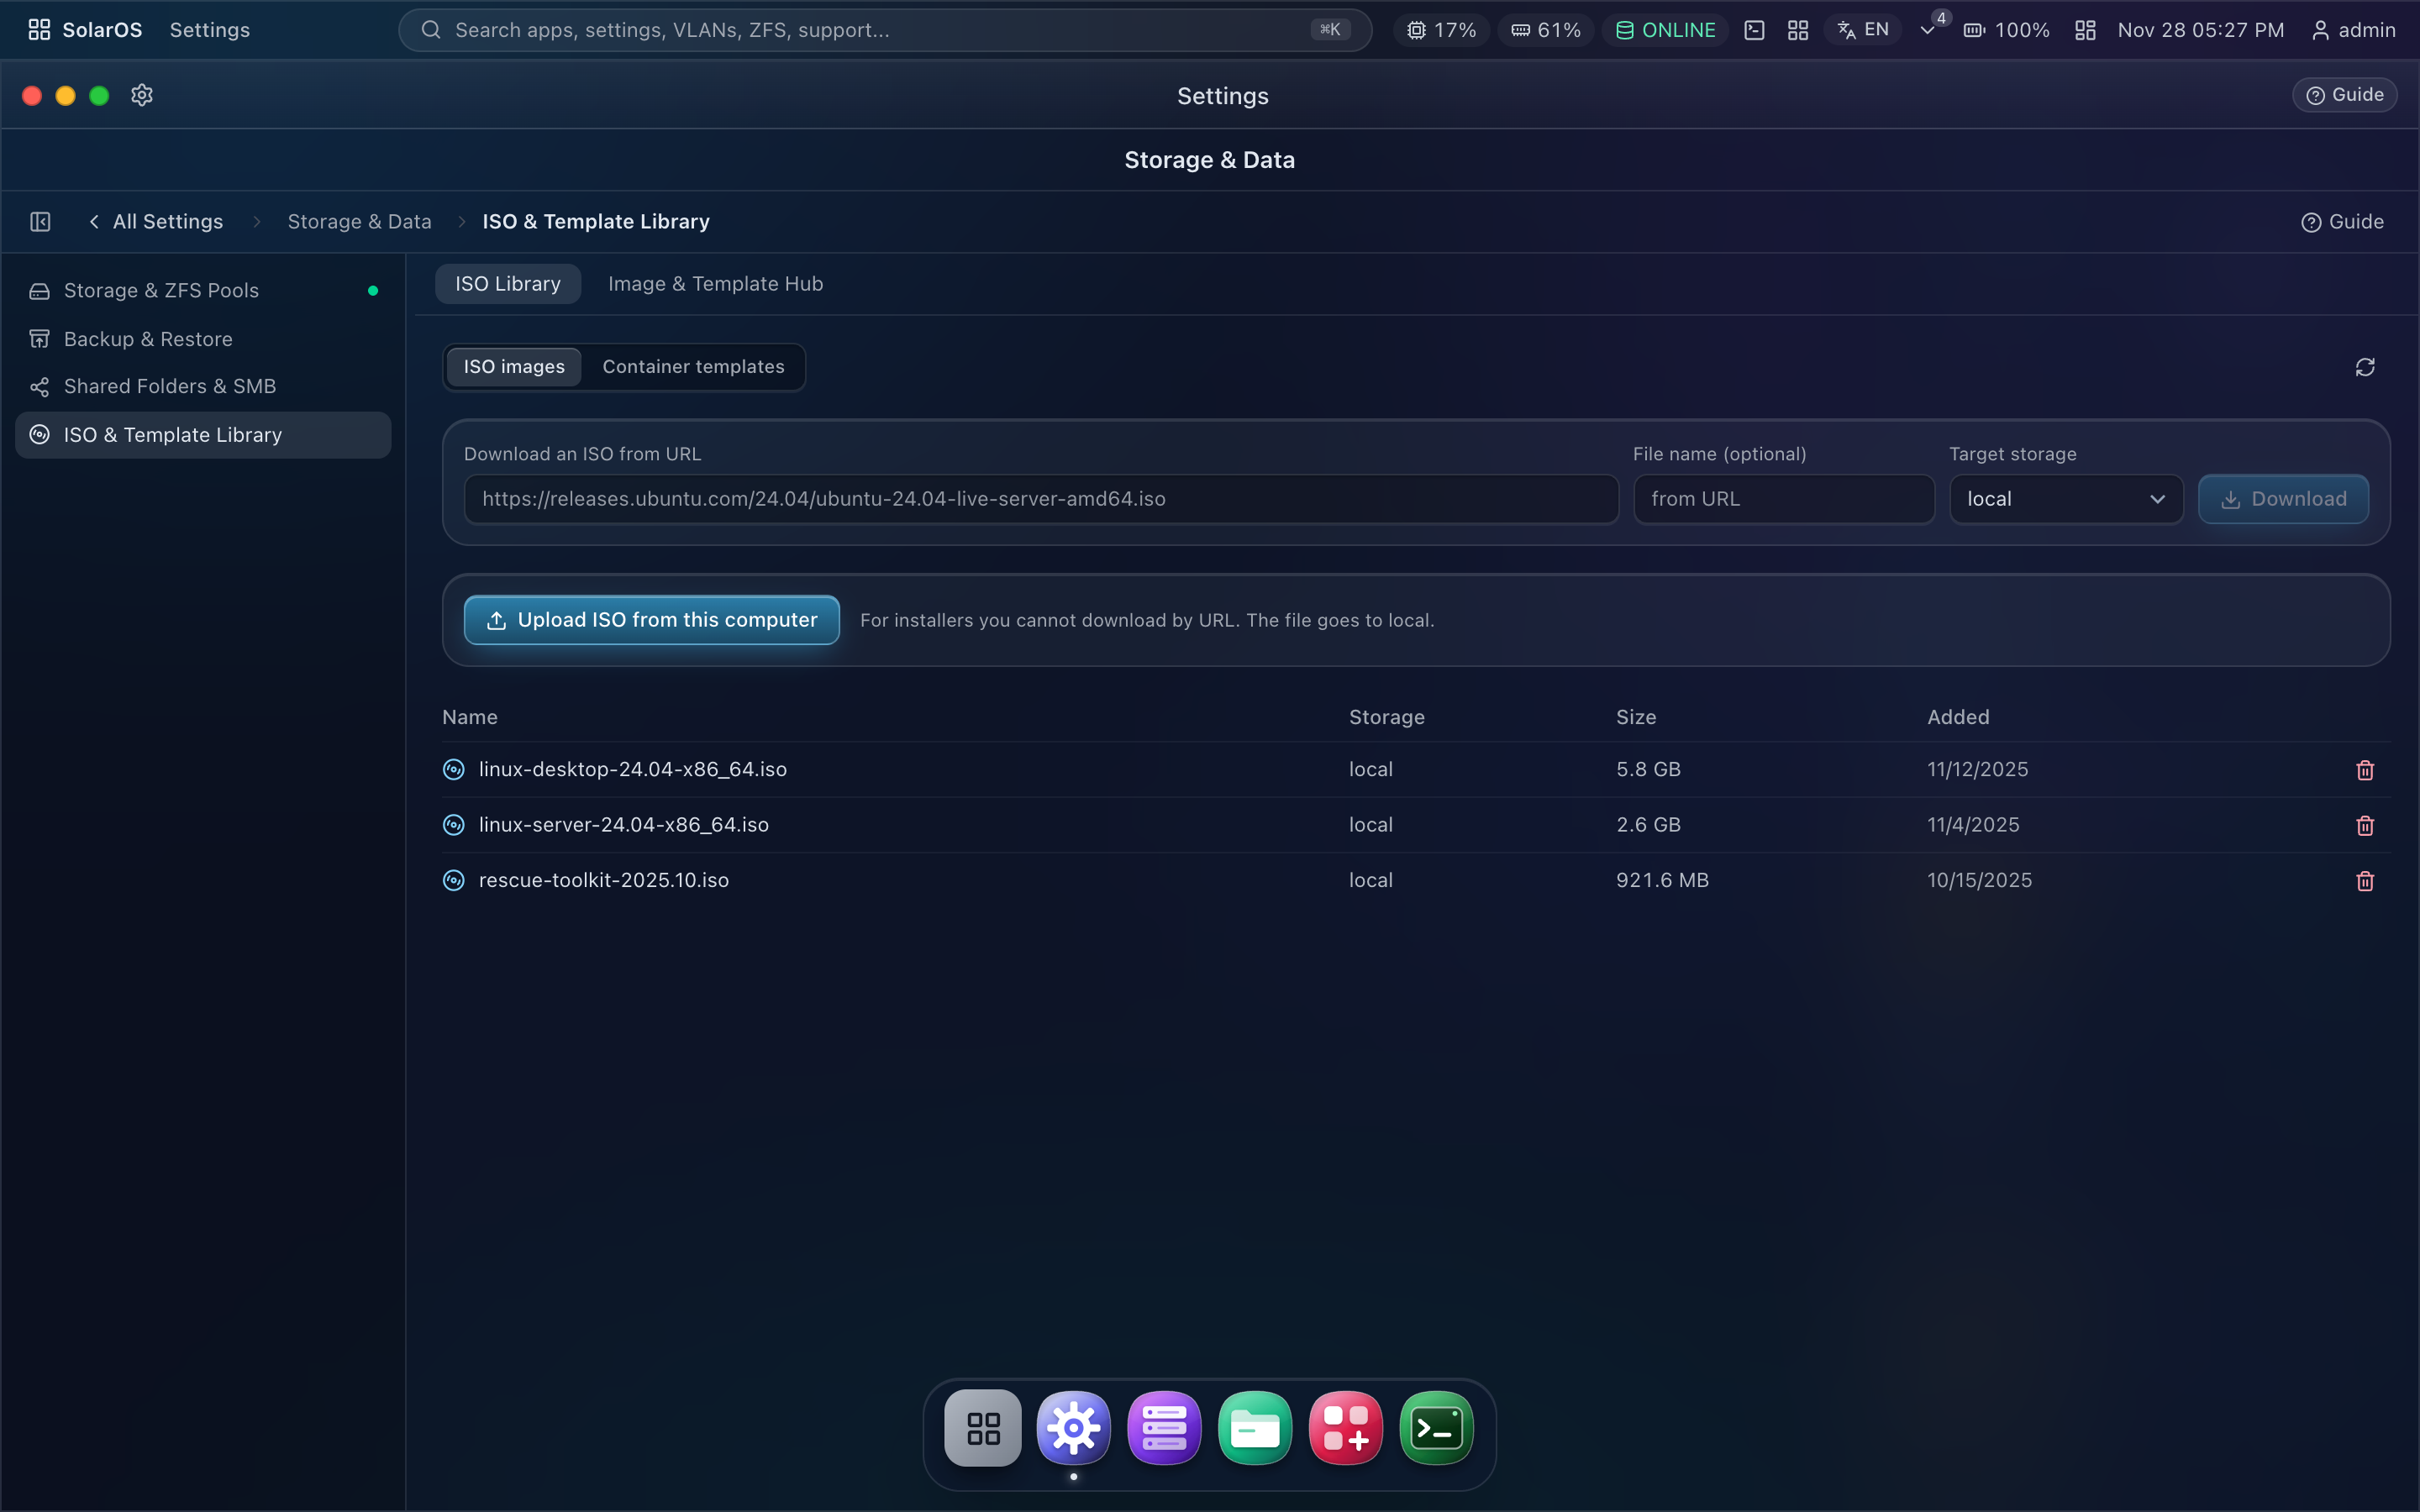 SolarOS Settings Search apps, settings, VLANs, ZFS, support... ⌘K 17% 61% ONLINE EN 4 100% Nov 28 05:27 PM admin
Settings Guide
Storage & Data
All Settings Storage & Data ISO & Template Library Guide
Storage & ZFS Pools
Backup & Restore
Shared Folders & SMB
ISO & Template Library
ISO Library Image & Template Hub
ISO images Container templates
Download an ISO from URL File name (optional) Target storage
https://releases.ubuntu.com/24.04/ubuntu-24.04-live-server-amd64.iso from URL local Download
Upload ISO from this computer For installers you cannot download by URL. The file goes to local.
Name Storage Size Added
linux-desktop-24.04-x86_64.iso local 5.8 GB 11/12/2025
linux-server-24.04-x86_64.iso local 2.6 GB 11/4/2025
rescue-toolkit-2025.10.iso local 921.6 MB 10/15/2025